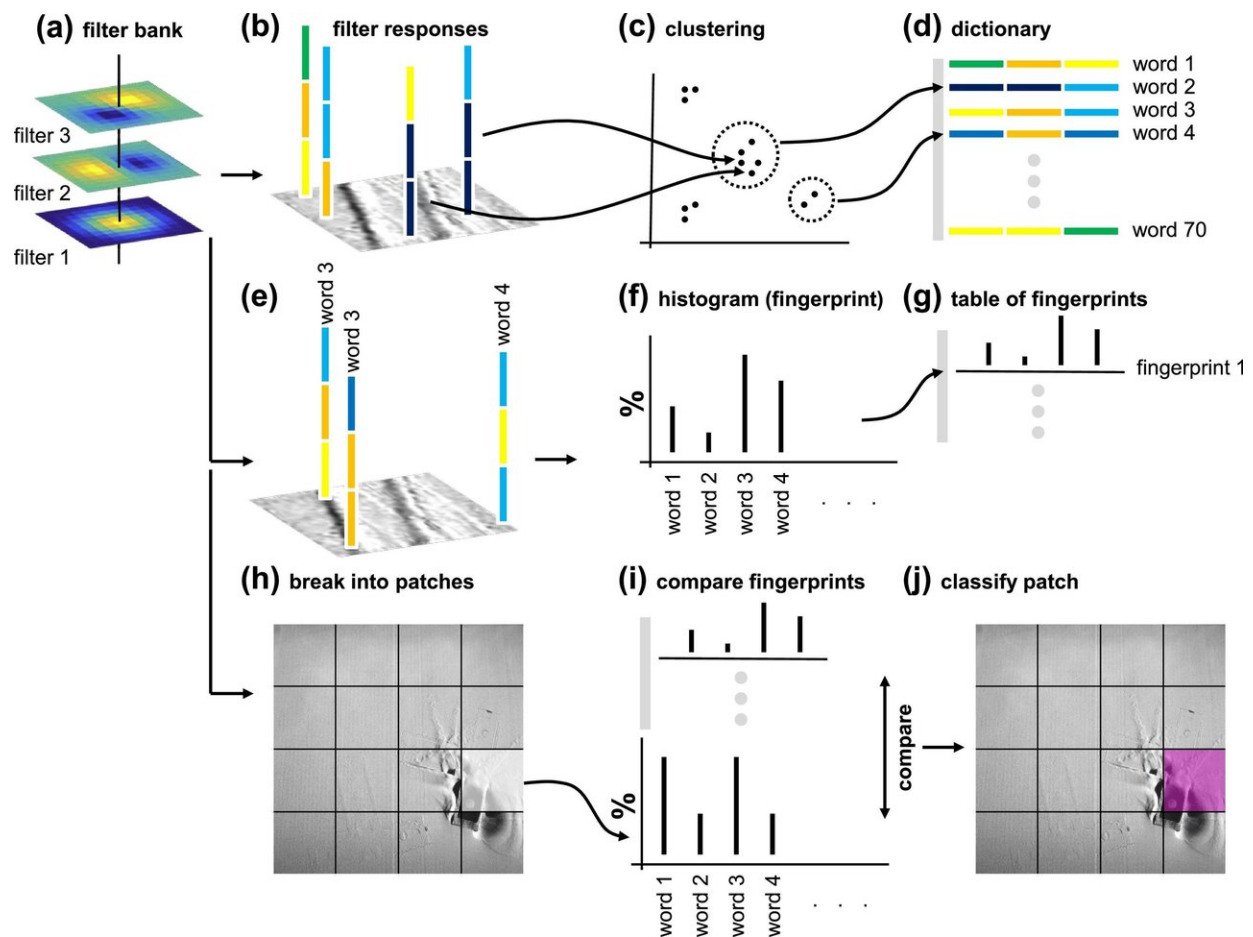 (a) filter bank
(b) filter responses
(c) clustering
(d) dictionary
filter 3
filter 2
filter 1
word 1
word 2
word 3
word 4
word 70
(e)
word 3
word 3
word 4
(f) histogram (fingerprint)
%
word 1
word 2
word 3
word 4
. . .
(g) table of fingerprints
fingerprint 1
(h) break into patches
(i) compare fingerprints
compare
%
word 1
word 2
word 3
word 4
. . .
(j) classify patch